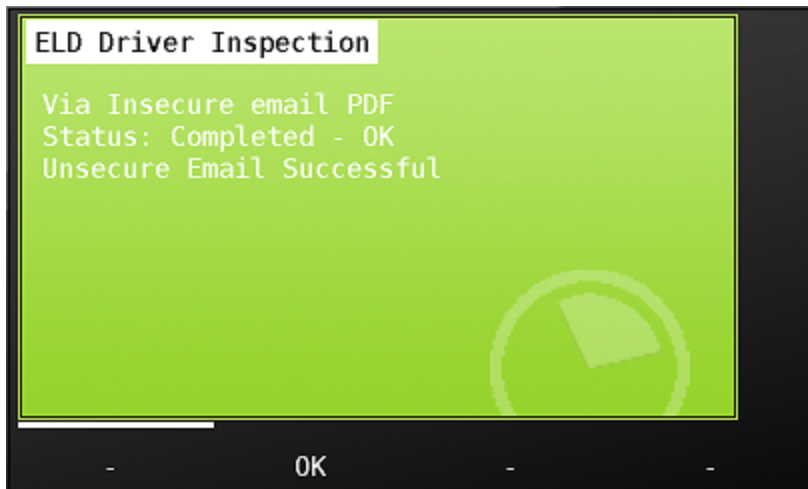 ELD Driver Inspection
Via Insecure email PDF
Status: Completed - OK
Unsecure Email Successful
- OK - -